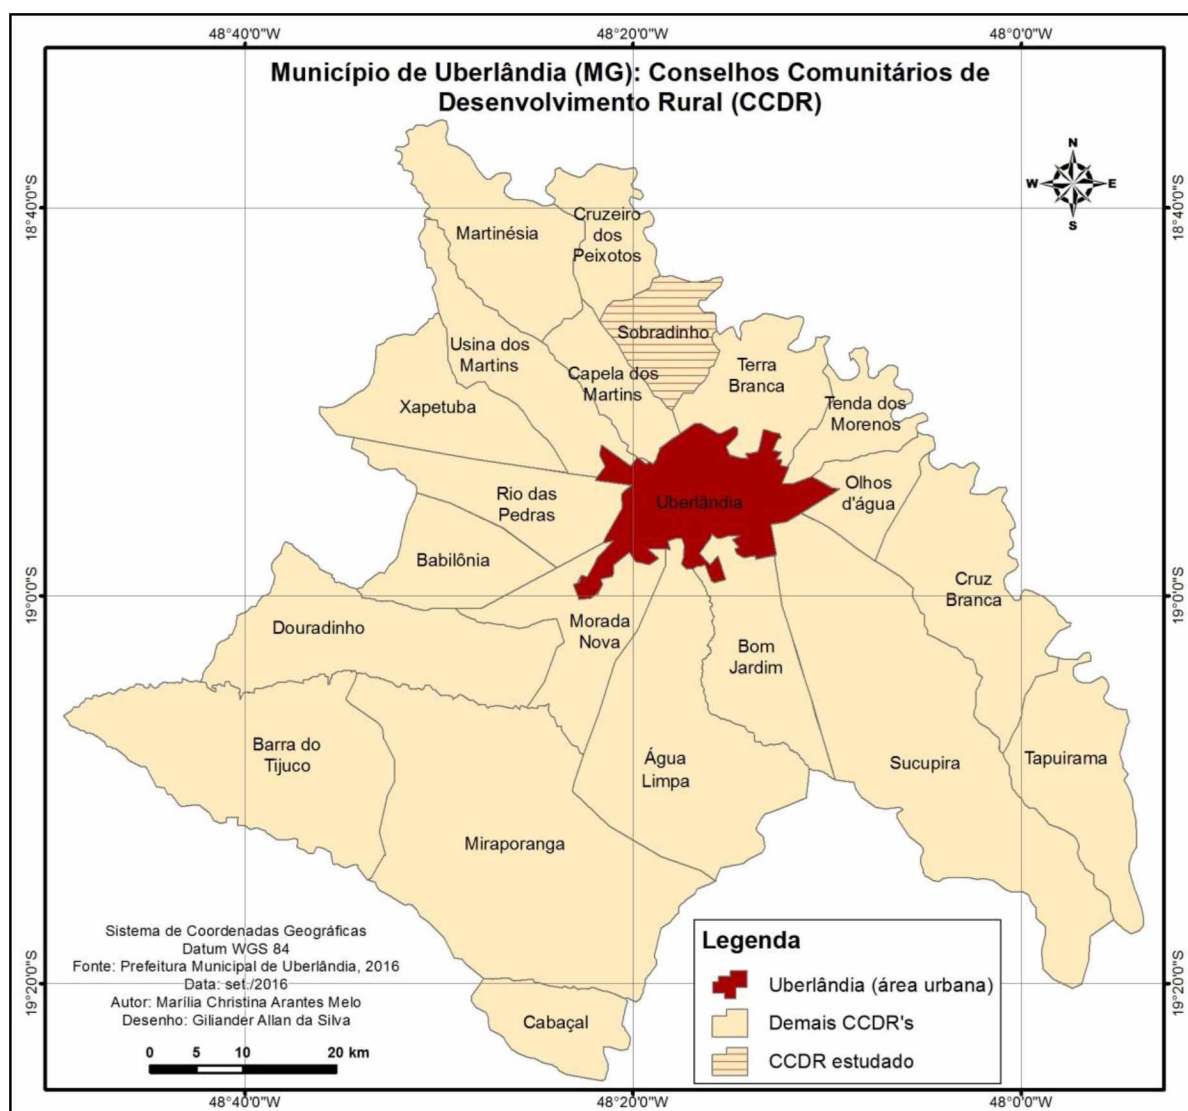 48°40'0"W
48°20'0"W
48°0'0"W
Município de Uberlândia (MG): Conselhos Comunitários de
Desenvolvimento Rural (CCDR)
N
W
E
S
18°40'0"S
18°40'0"S
Martinésia
Cruzeiro
dos
Peixotos
Sobradinho
Usina dos
Martins
Capela dos
Martins
Terra
Branca
Xapetuba
Tenda dos
Morenos
Rio das
Pedras
Uberlândia
Olhos
d'água
Babilônia
Cruz
Branca
19°0'0"S
19°0'0"S
Douradinho
Morada
Nova
Bom
Jardim
Barra do
Tijuco
Água
Limpa
Sucupira
Tapuirama
Miraporanga
Cabaçal
Sistema de Coordenadas Geográficas
Datum WGS 84
Fonte: Prefeitura Municipal de Uberlândia, 2016
Data: set./2016
Autor: Marília Christina Arantes Melo
Desenho: Giliander Allan da Silva
0 5 10 20 km
Legenda
Uberlândia (área urbana)
Demais CCDR's
CCDR estudado
19°20'0"S
19°20'0"S
48°40'0"W
48°20'0"W
48°0'0"W